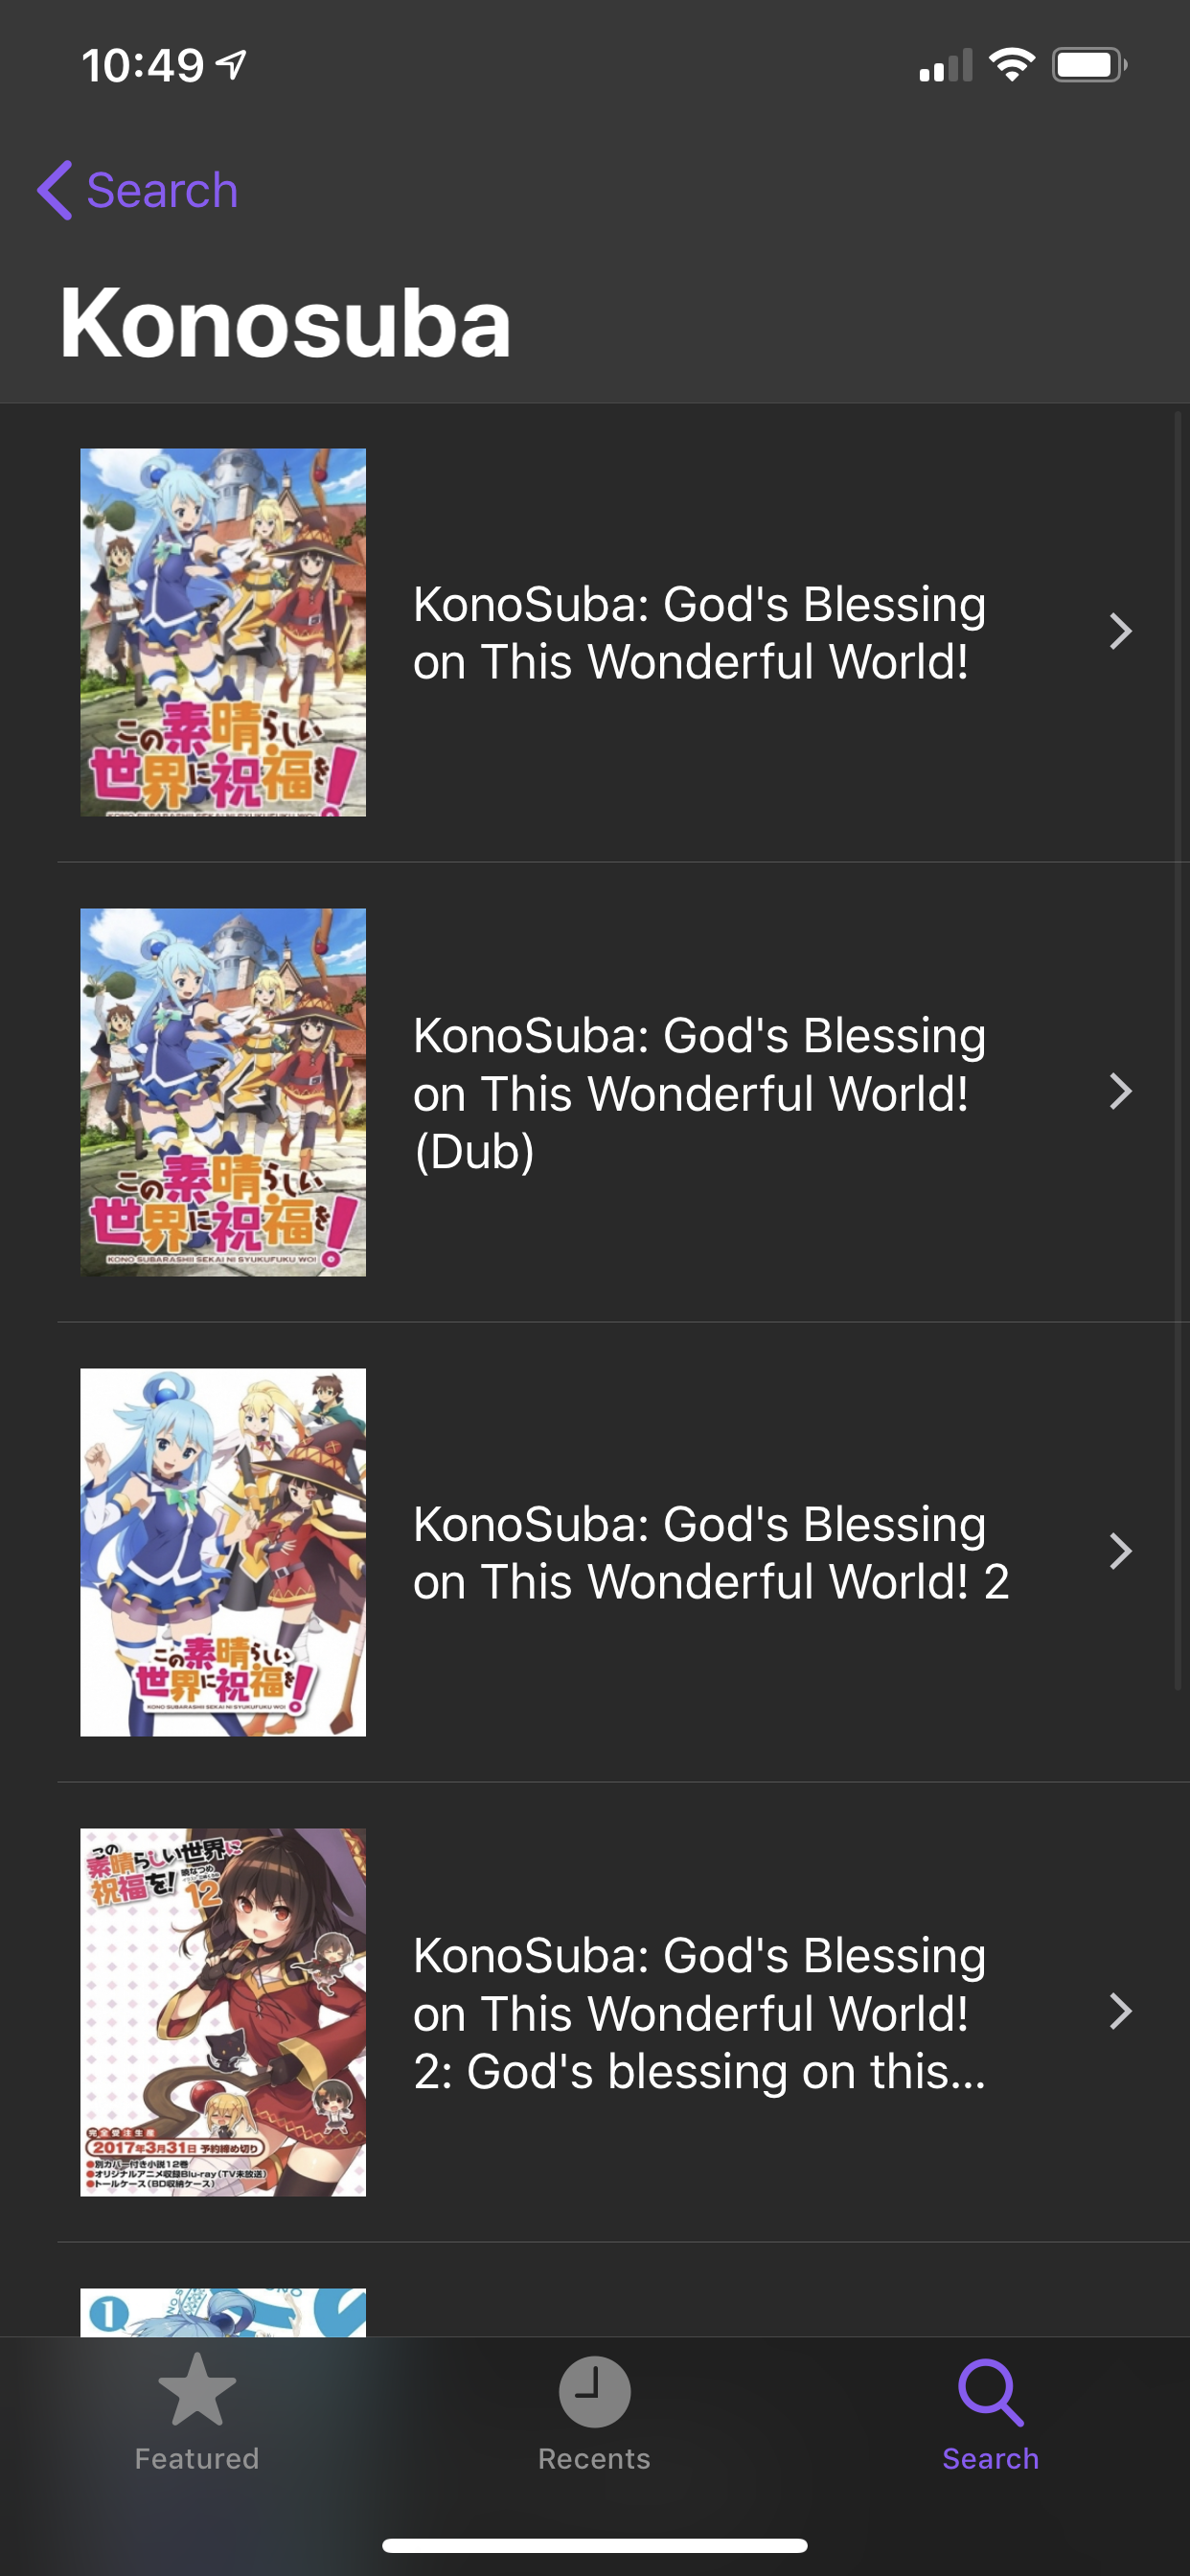 10:49
Search
Konosuba
この素晴らしい
世界に祝福を!
KonoSuba: God's Blessing
on This Wonderful World!
この素晴らしい
世界に祝福を!
KONO SUBARASHII SEKAI NI SYUKUFUKU WO!
KonoSuba: God's Blessing
on This Wonderful World!
(Dub)
この素晴らしい
世界に祝福を!
KONO SUBARASHII SEKAI NI SYUKUFUKU WO!
KonoSuba: God's Blessing
on This Wonderful World! 2
この
素晴らしい世界に
祝福を!
暁なつめ
12
完全受注生産
2017年3月31日 予約締め切り
●別カバー付き小説12巻
●オリジナルアニメ収録Blu-ray(TV未放送)
●トールケース(BD収納ケース)
KonoSuba: God's Blessing
on This Wonderful World!
2: God's blessing on this...
1
Featured
Recents
Search